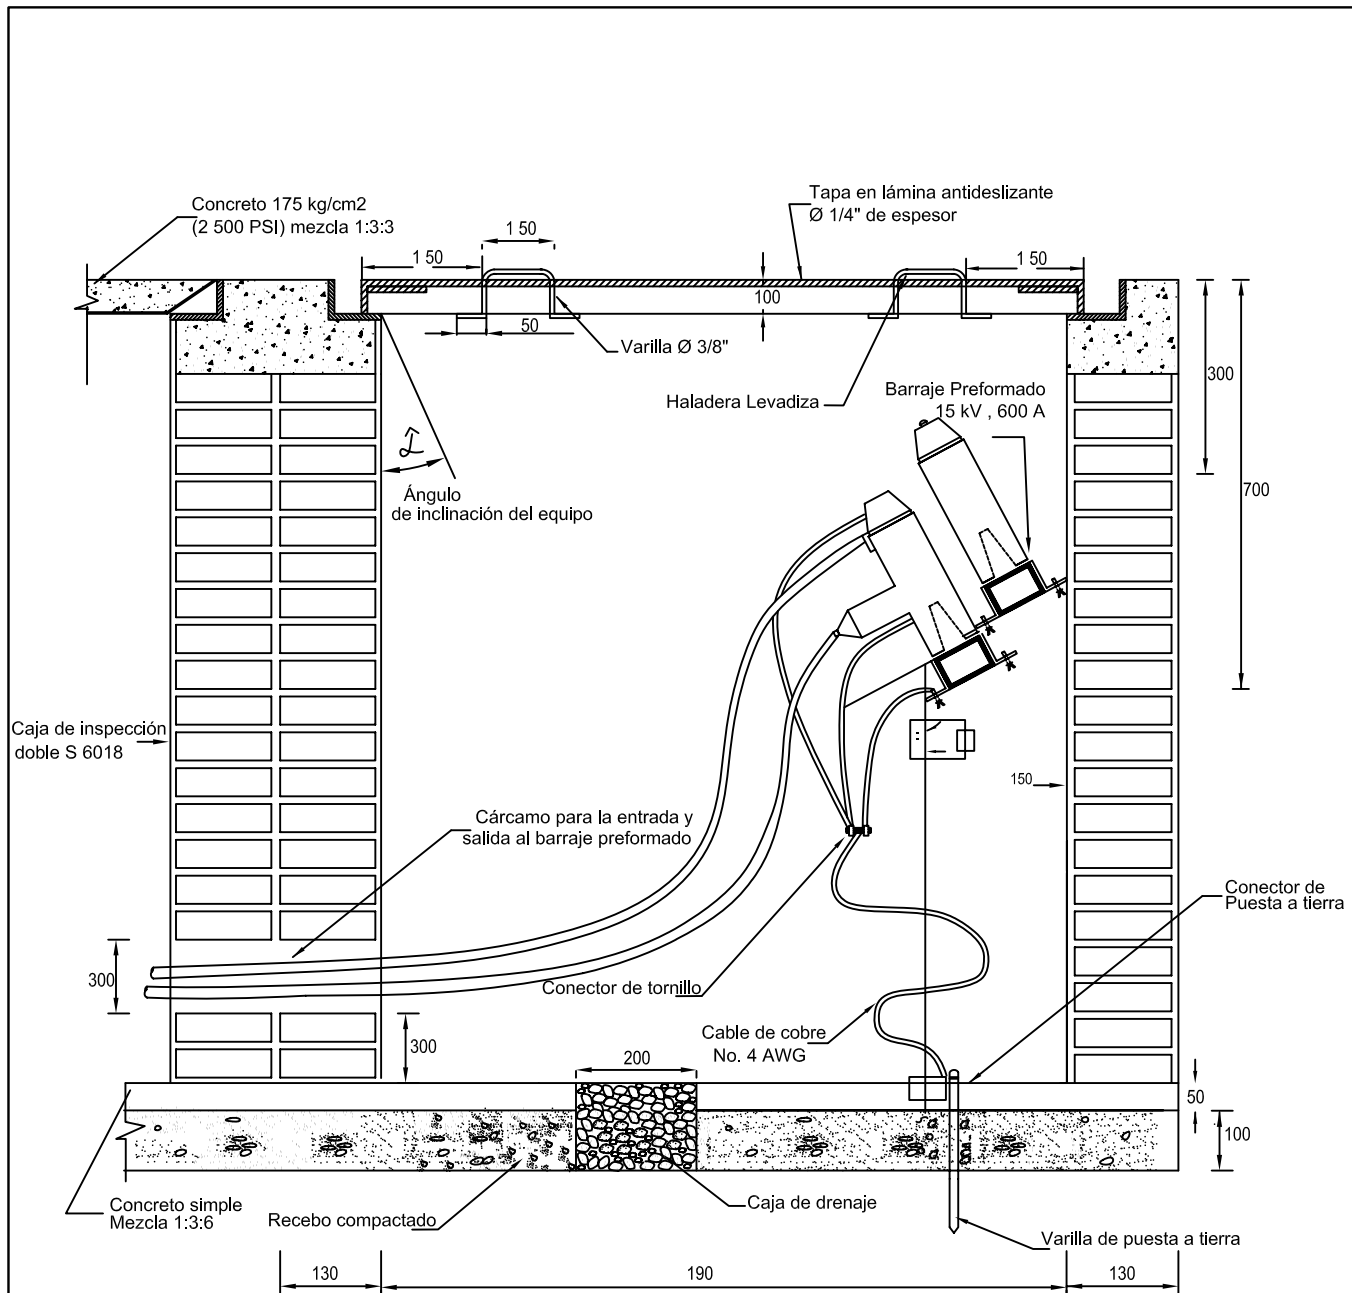 Concreto 175 kg/cm2
(2 500 PSI) mezcla 1:3:3
Tapa en lámina antideslizante
Ø 1/4" de espesor
1 50
1 50
1 50
100
50
Varilla Ø 3/8"
Haladera Levadiza
Barraje Preformado
15 kV , 600 A
300
700
Ángulo
de inclinación del equipo
Caja de inspección
doble S 6018
150
Cárcamo para la entrada y
salida al barraje preformado
Conector de
Puesta a tierra
300
Conector de tornillo
300
Cable de cobre
No. 4 AWG
200
50
100
Concreto simple
Mezcla 1:3:6
Recebo compactado
Caja de drenaje
Varilla de puesta a tierra
130
190
130